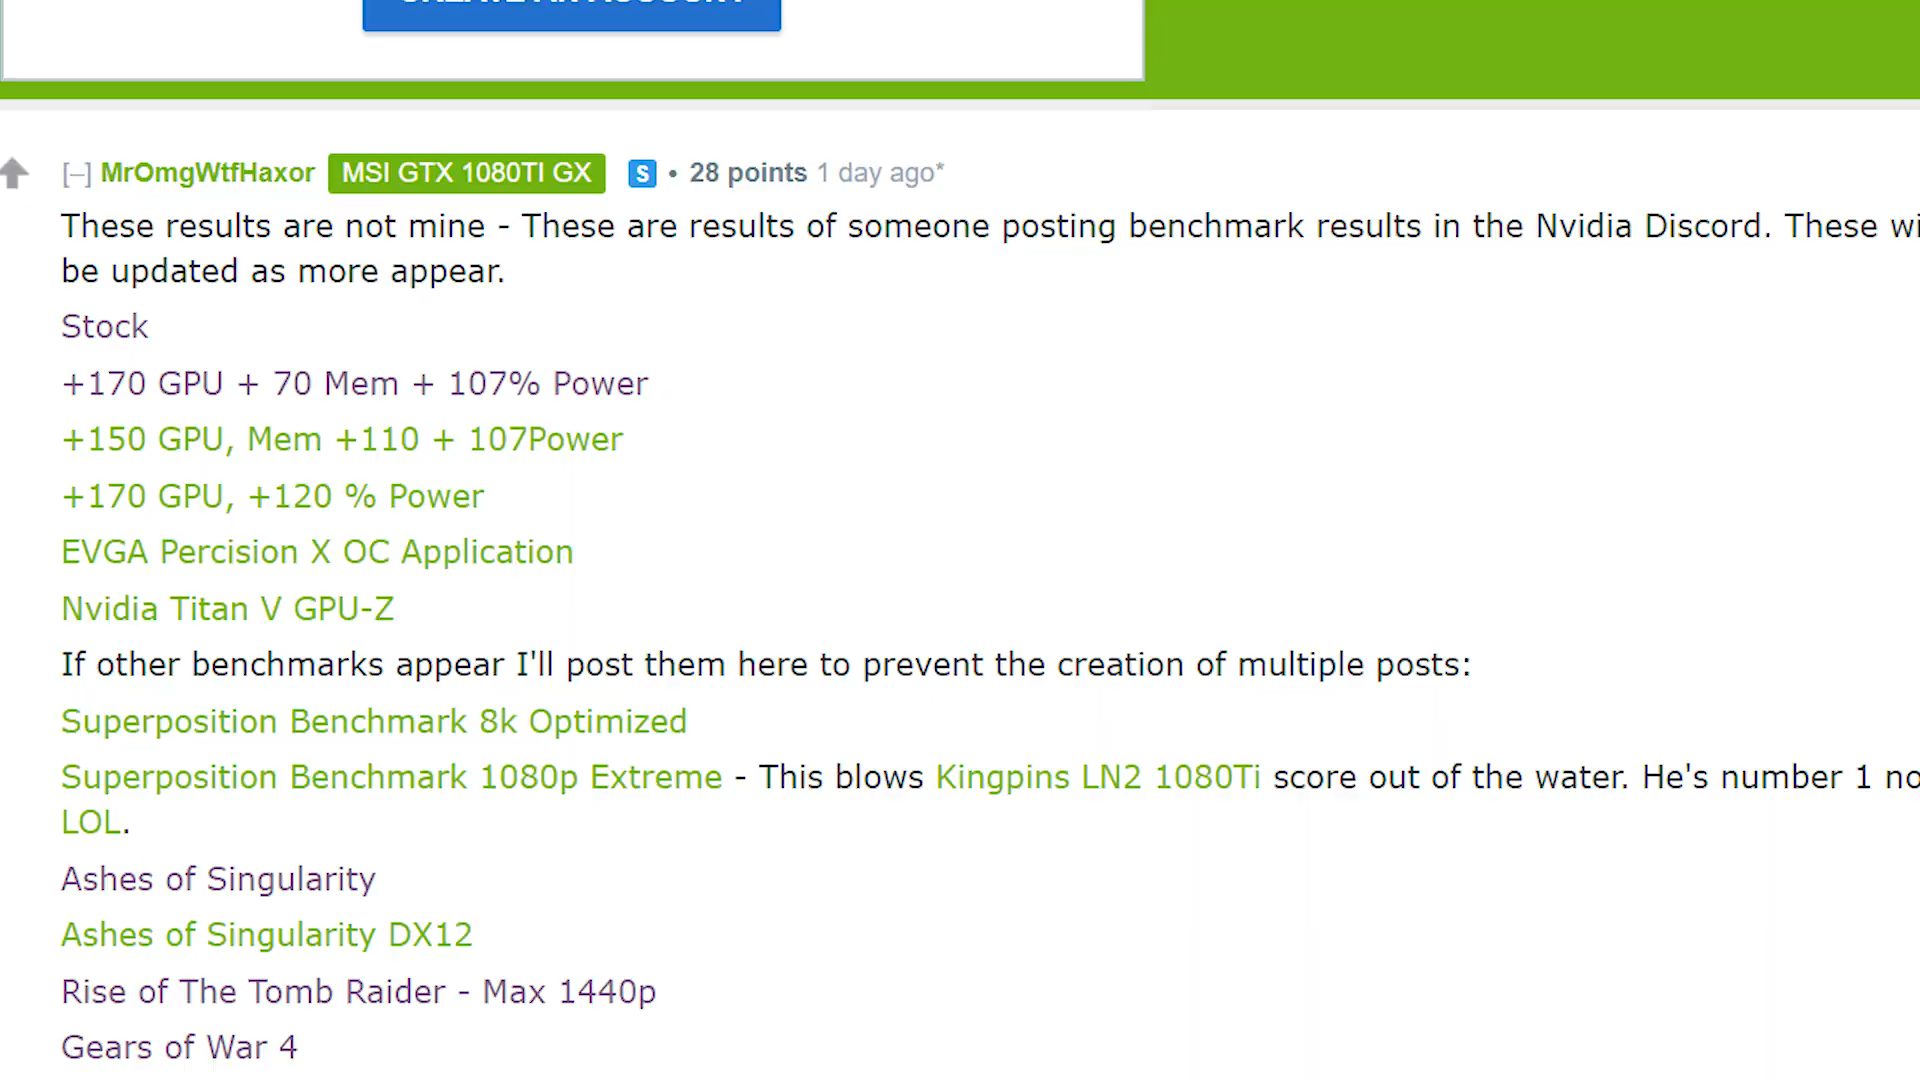 [–] MrOmgWtfHaxor MSI GTX 1080TI GX S • 28 points 1 day ago*
These results are not mine - These are results of someone posting benchmark results in the Nvidia Discord. These
be updated as more appear.
Stock
+170 GPU + 70 Mem + 107% Power
+150 GPU, Mem +110 + 107Power
+170 GPU, +120 % Power
EVGA Percision X OC Application
Nvidia Titan V GPU-Z
If other benchmarks appear I'll post them here to prevent the creation of multiple posts:
Superposition Benchmark 8k Optimized
Superposition Benchmark 1080p Extreme - This blows Kingpins LN2 1080Ti score out of the water. He's number 1
LOL.
Ashes of Singularity
Ashes of Singularity DX12
Rise of The Tomb Raider - Max 1440p
Gears of War 4